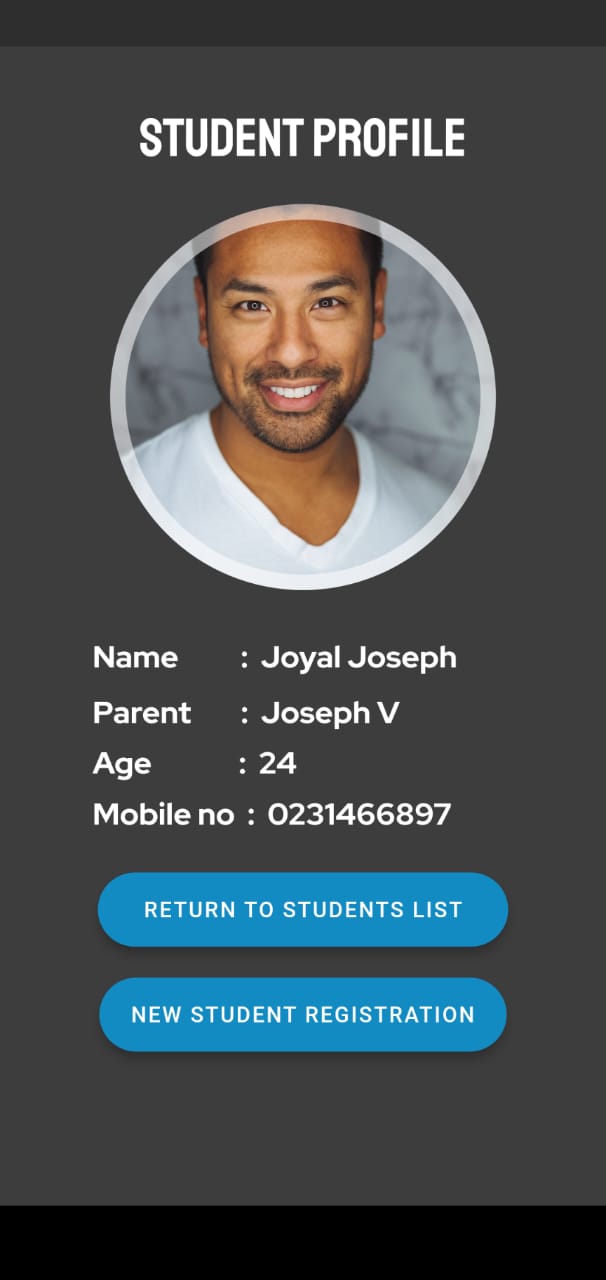 STUDENT PROFILE
Name : Joyal Joseph
Parent : Joseph V
Age : 24
Mobile no : 0231466897
RETURN TO STUDENTS LIST
NEW STUDENT REGISTRATION